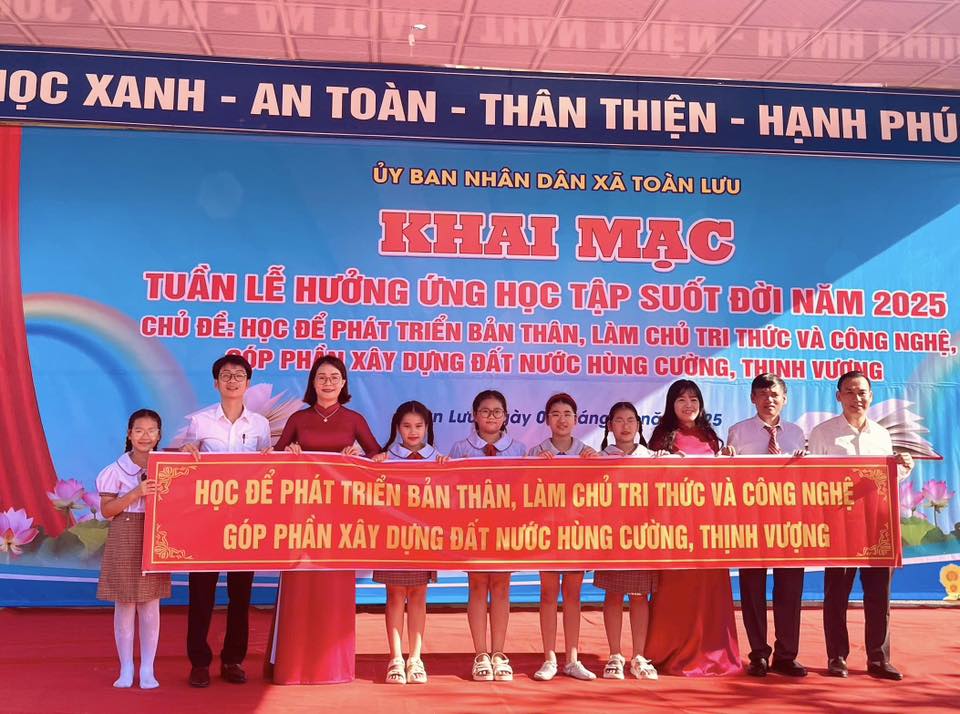 HỌC XANH - AN TOÀN - THÂN THIỆN - HẠNH PHÚ
ỦY BAN NHÂN DÂN XÃ TOÀN LƯU
KHAI MẠC
TUẦN LỄ HƯỞNG ỨNG HỌC TẬP SUỐT ĐỜI NĂM 2025
CHỦ ĐỀ: HỌC ĐỂ PHÁT TRIỂN BẢN THÂN, LÀM CHỦ TRI THỨC VÀ CÔNG NGHỆ,
GÓP PHẦN XÂY DỰNG ĐẤT NƯỚC HÙNG CƯỜNG, THỊNH VƯỢNG
Lưu, ngày
HỌC ĐỂ PHÁT TRIỂN BẢN THÂN, LÀM CHỦ TRI THỨC VÀ CÔNG NGHỆ
GÓP PHẦN XÂY DỰNG ĐẤT NƯỚC HÙNG CƯỜNG, THỊNH VƯỢNG